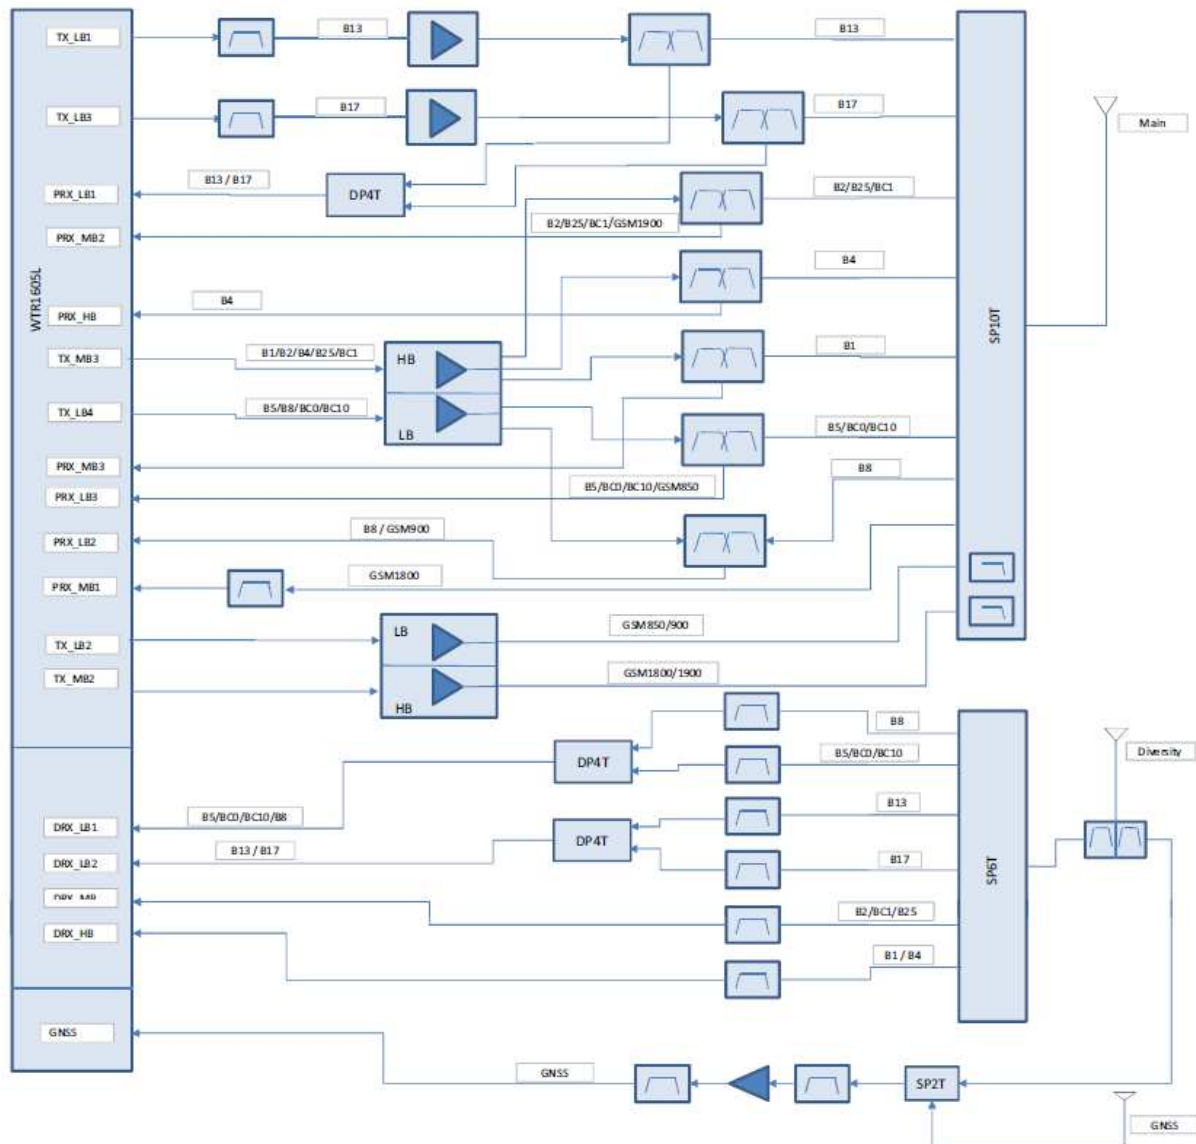 B13
B13
TX_LB1
B17
B17
TX_LB3
Main
B13 / B17
DP4T
PRX_LB1
B2/B25/BC1
B2/B25/BC1/GSM1900
PRX_MB2
B4
WTR1605L
B4
PRX_HB
SP10T
B1/B2/B4/B25/BC1
HB
B1
TX_MB3
B5/B8/BC0/BC10
TX_LB4
LB
B5/BC0/BC10
PRX_MB3
B8
B5/BC0/BC10/GSM850
PRX_LB3
B8 / GSM900
PRX_LB2
GSM1800
PRX_MB1
LB
GSM850/900
TX_LB2
GSM1800/1900
TX_MB2
HB
B8
Diversity
B5/BC0/BC10
DP4T
B13
B5/BC0/BC10/B8
DRX_LB1
DP4T
B13 / B17
B17
DRX_LB2
SP6T
DRX_MB
B2/BC1/B25
DRX_HB
B1 / B4
GNSS
GNSS
SP2T
GNSS